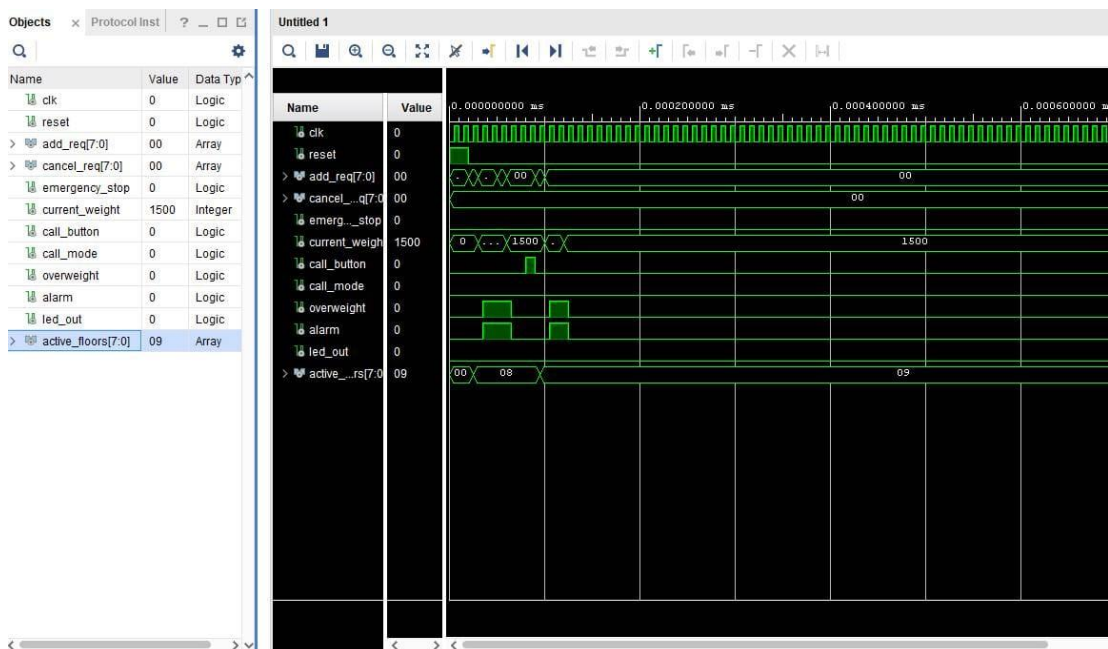 Objects × Protocol Inst ? _
Name Value Data Typ
clk 0 Logic
reset 0 Logic
> add_req[7:0] 00 Array
> cancel_req[7:0] 00 Array
emergency_stop 0 Logic
current_weight 1500 Integer
call_button 0 Logic
call_mode 0 Logic
overweight 0 Logic
alarm 0 Logic
led_out 0 Logic
> active_floors[7:0] 09 Array
Untitled 1
Name Value
0.000000000 ms 0.000200000 ms 0.000400000 ms 0.000600000 m
clk 0
reset 0
> add_req[7:0] 00 . . 00 00
> cancel_...q[7:0 00 00
emerg..._stop 0
current_weigh 1500 0 ... 1500 . 1500
call_button 0
call_mode 0
overweight 0
alarm 0
led_out 0
> active_...rs[7:0 09 00 08 09